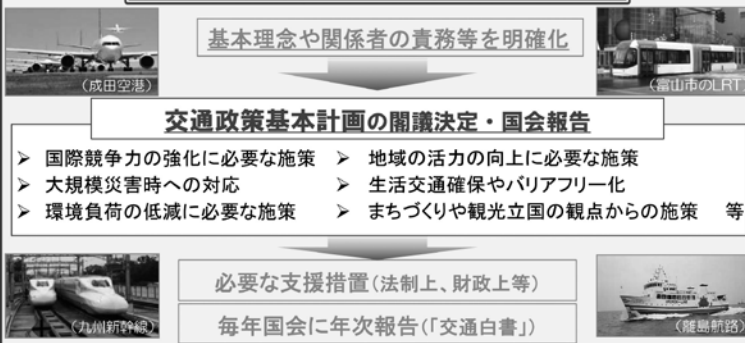 基本理念や関係者の責務等を明確化
(成田空港)
(富山市のLRT)
交通政策基本計画の閣議決定・国会報告
➢ 国際競争力の強化に必要な施策 ➢ 地域の活力の向上に必要な施策
➢ 大規模災害時への対応 ➢ 生活交通確保やバリアフリー化
➢ 環境負荷の低減に必要な施策 ➢ まちづくりや観光立国の観点からの施策 等
必要な支援措置(法制上、財政上等)
(九州新幹線)
(離島航路)
毎年国会に年次報告(「交通白書」)